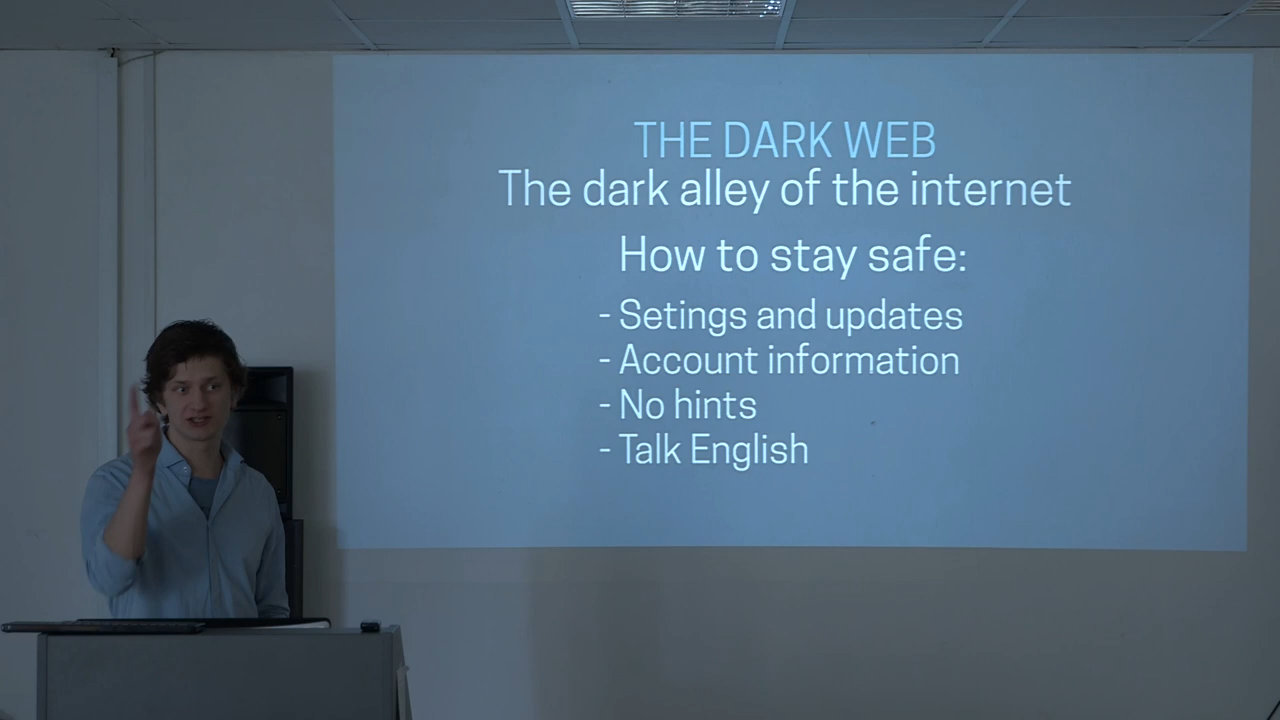 THE DARK WEB
The dark alley of the internet
How to stay safe:
- Setings and updates
- Account information
- No hints
- Talk English